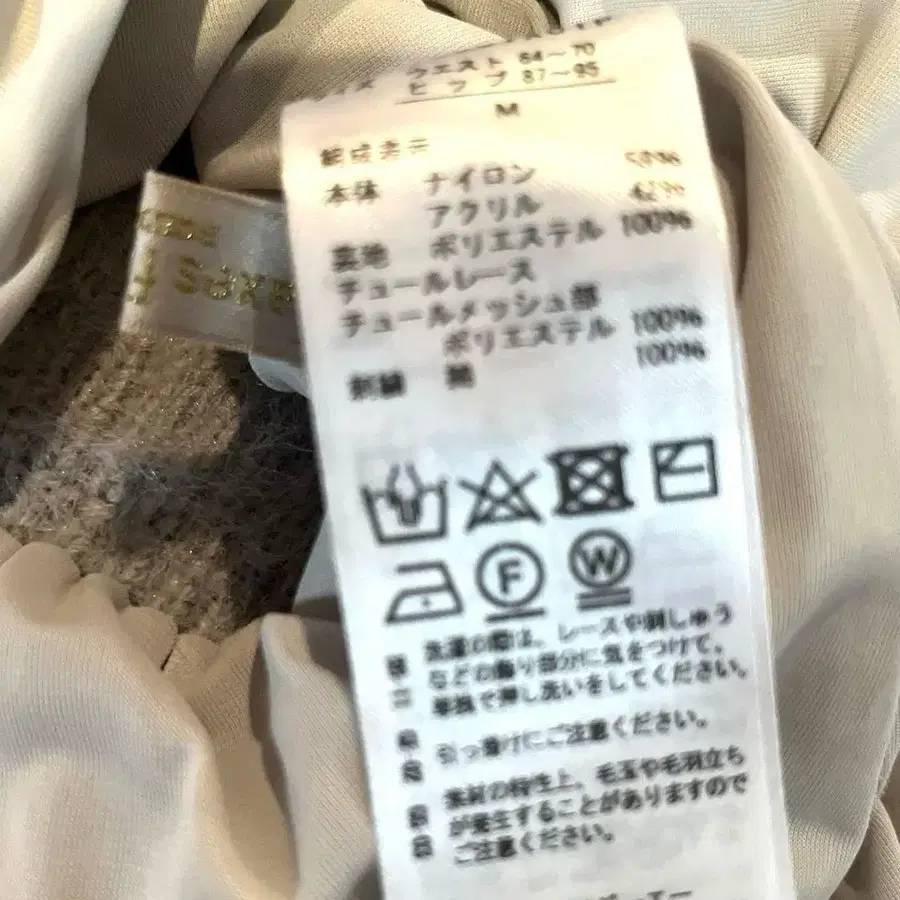 ウエスト 64〜70
ヒップ 87〜95
M
組成表示
本体 ナイロン
アクリル 42%
裏地 ポリエステル 100%
チュールレース
チュールメッシュ部
ポリエステル 100%
刺繍 100%
F
W
洗濯の際は、レースや刺しゅう
などの飾り部分に気をつけて、
単独で押し洗いをしてください。
引っ掛けにご注意ください。
素材の特性上、毛玉や毛羽立ち
が発生することがありますので
ご注意ください。